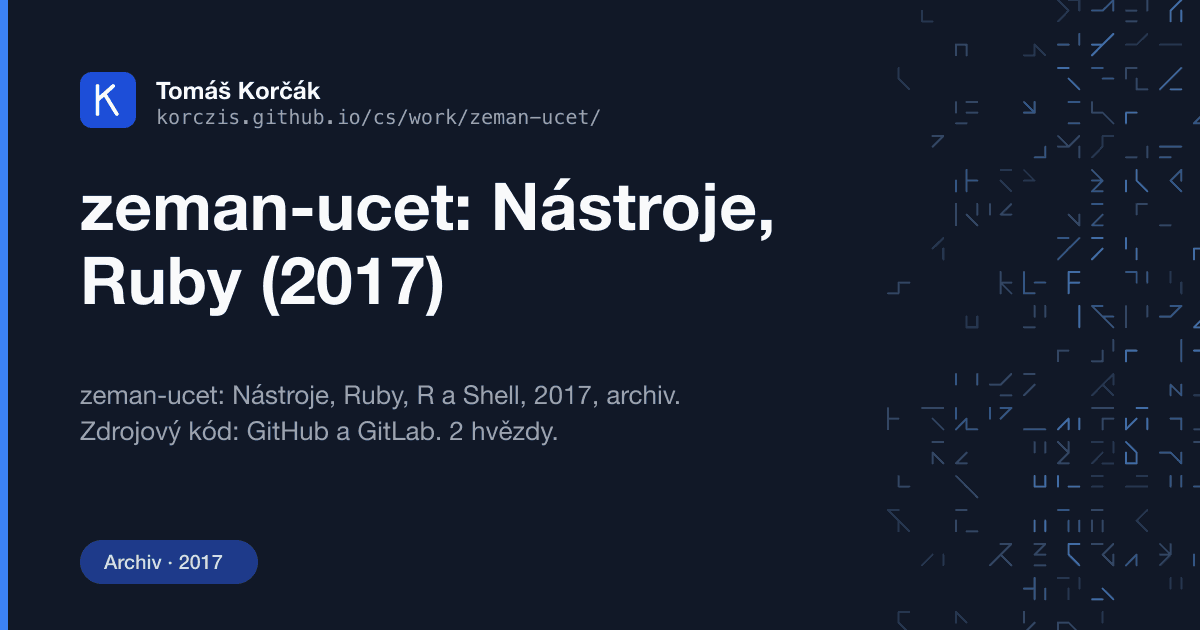 K
Tomáš Korčák
korczis.github.io/cs/work/zeman-ucet/
zeman-ucet: Nástroje,
Ruby (2017)
zeman-ucet: Nástroje, Ruby, R a Shell, 2017, archiv.
Zdrojový kód: GitHub a GitLab. 2 hvězdy.
Archiv · 2017